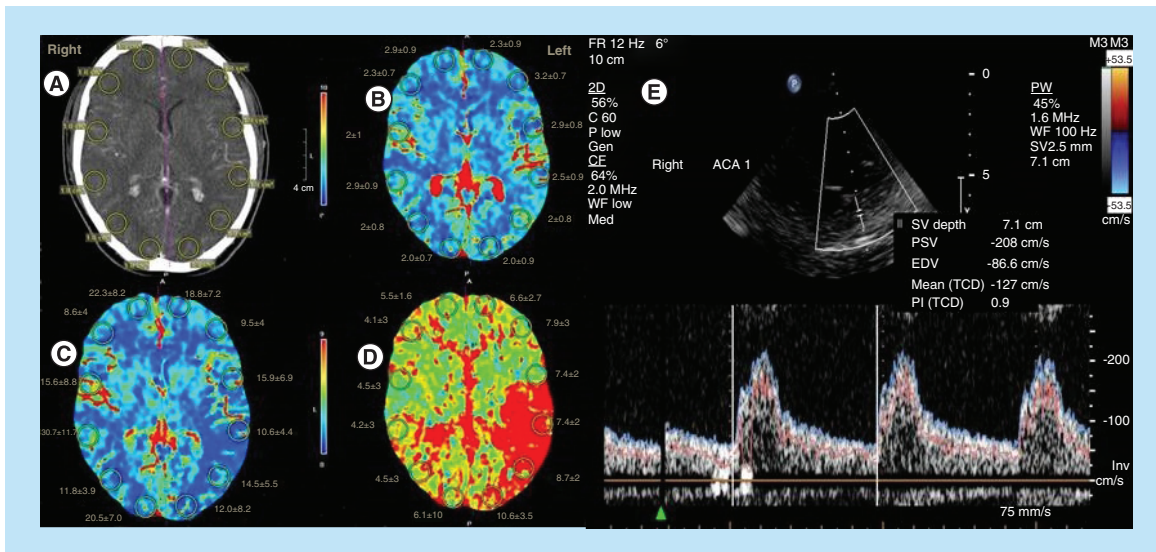 Right
Left
A
A
B
10
4 cm
L
2.9±0.9
2.3±0.9
2.3±0.7
3.2±0.7
2±1
2.9±0.8
2.9±0.9
2.5±0.9
2±0.8
2±0.8
2.0±0.7
2.0±0.9
P
A
P
A
C
22.3±8.2
18.8±7.2
8.6±4
9.5±4
15.6±8.8
15.9±6.9
30.7±11.7
10.6±4.4
11.8±3.9
14.5±5.5
20.5±7.0
12.0±8.2
L
D
5.5±1.6
6.6±2.7
4.1±3
7.9±3
4.5±3
7.4±2
4.2±3
7.4±2
4.5±3
8.7±2
6.1±10
10.6±3.5
P
FR 12 Hz 6°
10 cm
2D
56%
C 60
P low
Gen
CF
64%
2.0 MHz
WF low
Med
E
P
Right ACA 1
0
5
M3 M3
+53.5
-53.5
cm/s
PW
45%
1.6 MHz
WF 100 Hz
SV2.5 mm
7.1 cm
SV depth 7.1 cm
PSV -208 cm/s
EDV -86.6 cm/s
Mean (TCD) -127 cm/s
PI (TCD) 0.9
-200
-100
Inv
cm/s
75 mm/s